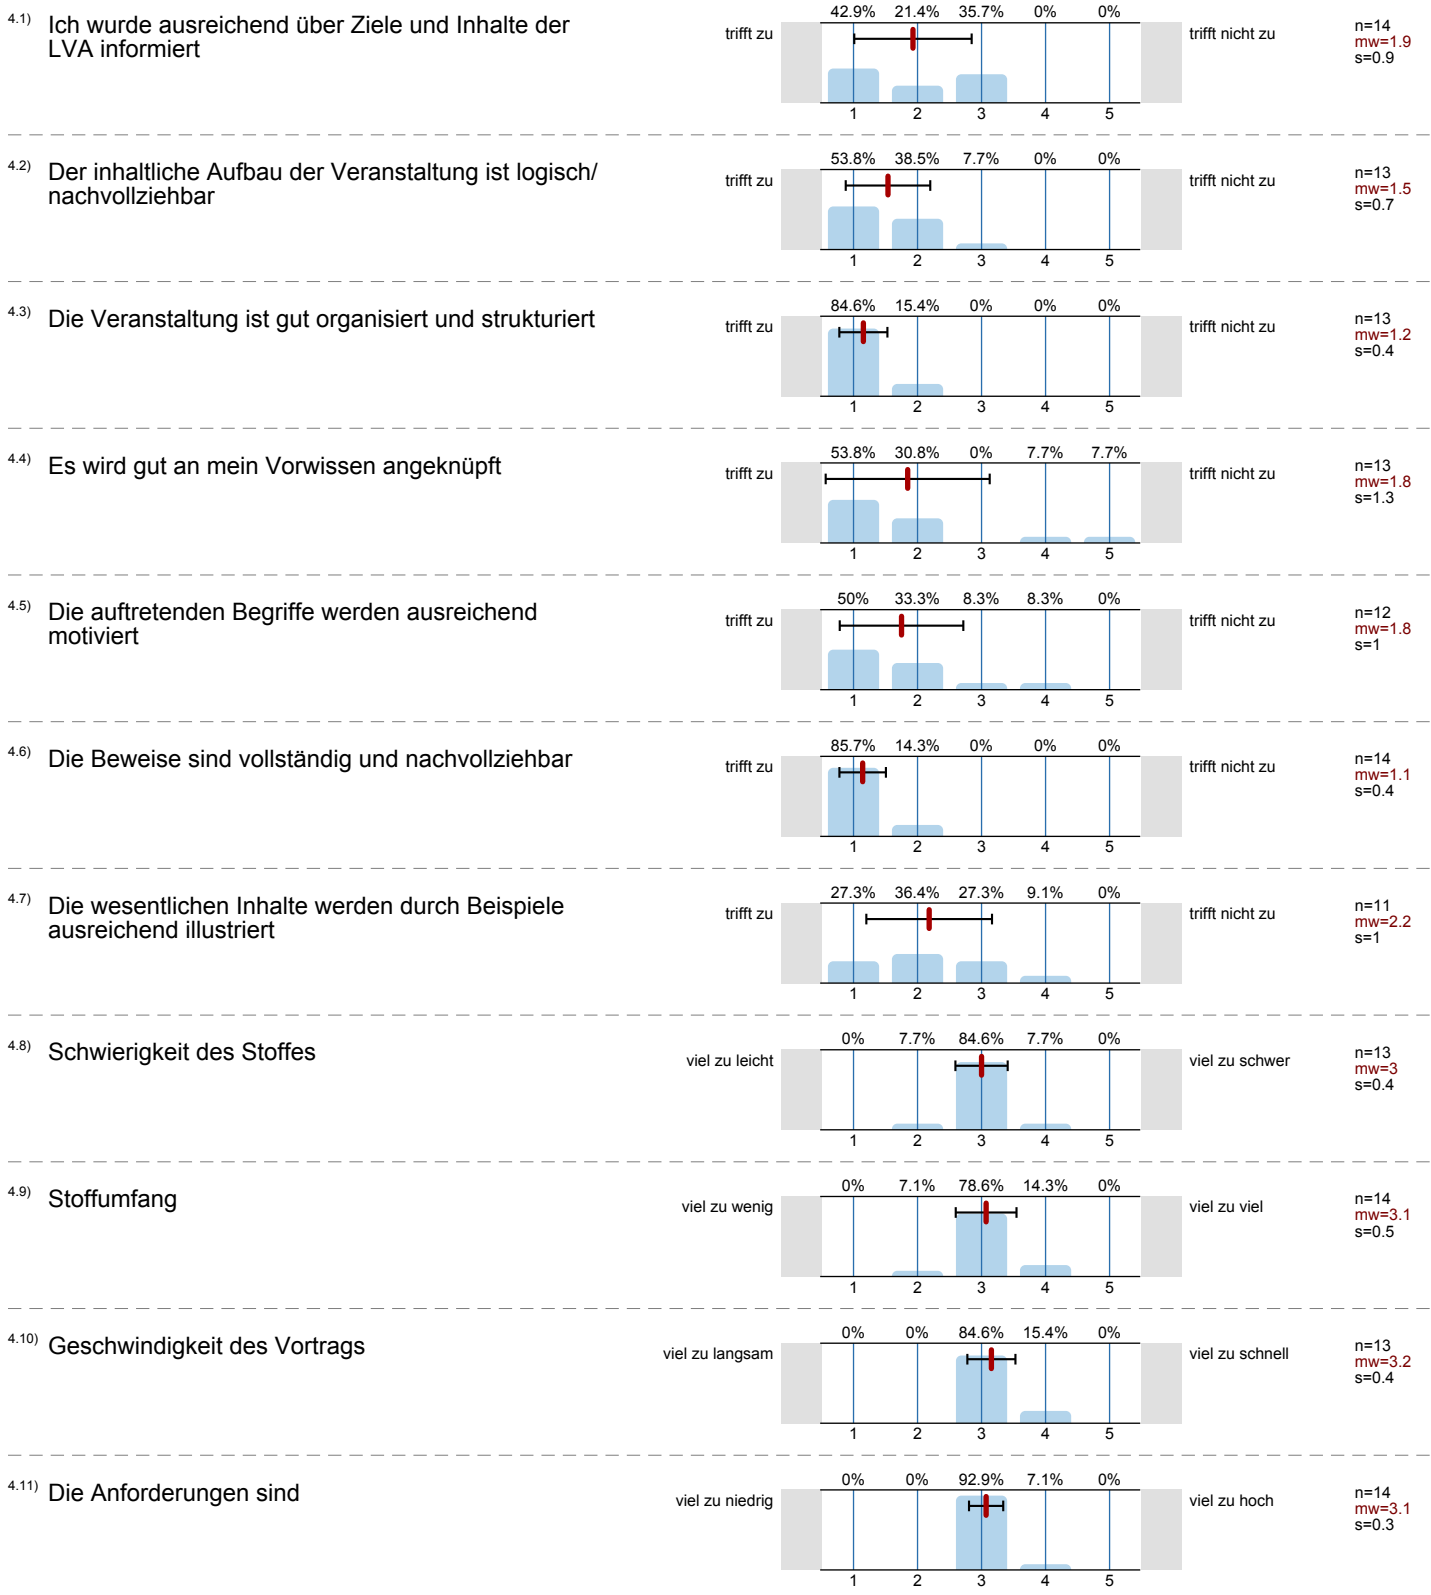 4.1) Ich wurde ausreichend über Ziele und Inhalte der
LVA informiert
trifft zu
42.9% 21.4% 35.7% 0% 0%
1 2 3 4 5
trifft nicht zu
n=14
mw=1.9
s=0.9
4.2) Der inhaltliche Aufbau der Veranstaltung ist logisch/
nachvollziehbar
trifft zu
53.8% 38.5% 7.7% 0% 0%
1 2 3 4 5
trifft nicht zu
n=13
mw=1.5
s=0.7
4.3) Die Veranstaltung ist gut organisiert und strukturiert
trifft zu
84.6% 15.4% 0% 0% 0%
1 2 3 4 5
trifft nicht zu
n=13
mw=1.2
s=0.4
4.4) Es wird gut an mein Vorwissen angeknüpft
trifft zu
53.8% 30.8% 0% 7.7% 7.7%
1 2 3 4 5
trifft nicht zu
n=13
mw=1.8
s=1.3
4.5) Die auftretenden Begriffe werden ausreichend
motiviert
trifft zu
50% 33.3% 8.3% 8.3% 0%
1 2 3 4 5
trifft nicht zu
n=12
mw=1.8
s=1
4.6) Die Beweise sind vollständig und nachvollziehbar
trifft zu
85.7% 14.3% 0% 0% 0%
1 2 3 4 5
trifft nicht zu
n=14
mw=1.1
s=0.4
4.7) Die wesentlichen Inhalte werden durch Beispiele
ausreichend illustriert
trifft zu
27.3% 36.4% 27.3% 9.1% 0%
1 2 3 4 5
trifft nicht zu
n=11
mw=2.2
s=1
4.8) Schwierigkeit des Stoffes
viel zu leicht
0% 7.7% 84.6% 7.7% 0%
1 2 3 4 5
viel zu schwer
n=13
mw=3
s=0.4
4.9) Stoffumfang
viel zu wenig
0% 7.1% 78.6% 14.3% 0%
1 2 3 4 5
viel zu viel
n=14
mw=3.1
s=0.5
4.10) Geschwindigkeit des Vortrags
viel zu langsam
0% 0% 84.6% 15.4% 0%
1 2 3 4 5
viel zu schnell
n=13
mw=3.2
s=0.4
4.11) Die Anforderungen sind
viel zu niedrig
0% 0% 92.9% 7.1% 0%
1 2 3 4 5
viel zu hoch
n=14
mw=3.1
s=0.3